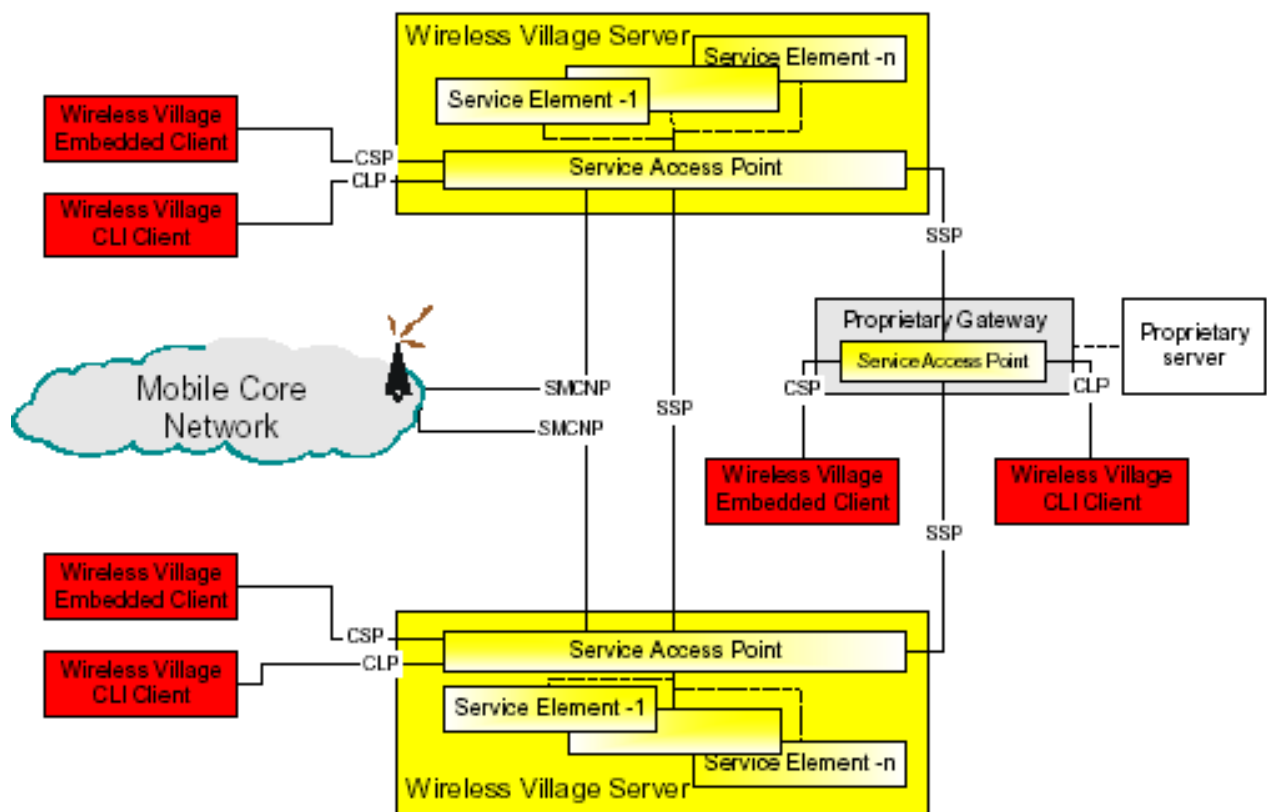 Wireless Village Server
Service Element -n
Service Element -1
Service Access Point
Wireless Village
Embedded Client
CSP
CLP
Wireless Village
CLI Client
SSP
Proprietary Gateway
Service Access Point
CSP
CLP
Proprietary
server
Mobile Core
Network
SMCNP
SMCNP
SSP
Wireless Village
Embedded Client
Wireless Village
CLI Client
SSP
Wireless Village
Embedded Client
CSP
CLP
Wireless Village
CLI Client
Service Access Point
Service Element -1
Service Element -n
Wireless Village Server